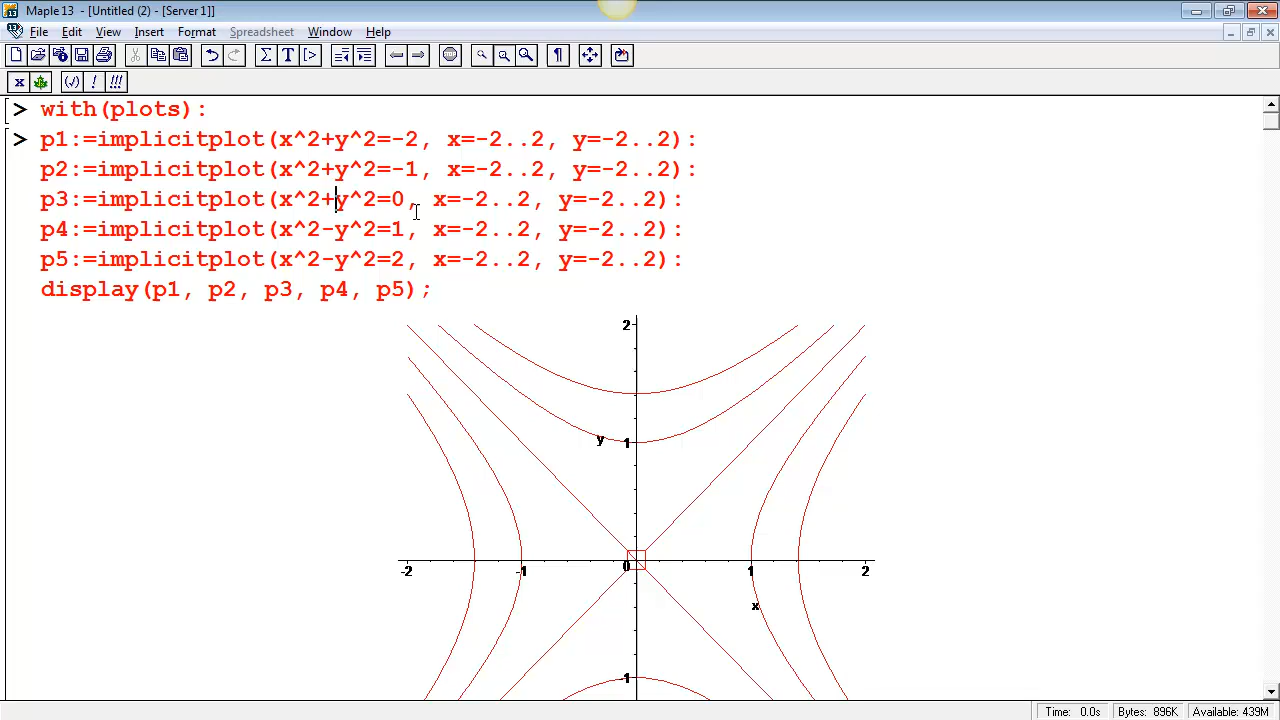 Maple 13 - [Untitled (2) - [Server 1]]
File Edit View Insert Format Spreadsheet Window Help
> with(plots):
> p1:=implicitplot(x^2+y^2=-2, x=-2..2, y=-2..2):
p2:=implicitplot(x^2+y^2=-1, x=-2..2, y=-2..2):
p3:=implicitplot(x^2+y^2=0, x=-2..2, y=-2..2):
p4:=implicitplot(x^2-y^2=1, x=-2..2, y=-2..2):
p5:=implicitplot(x^2-y^2=2, x=-2..2, y=-2..2):
display(p1, p2, p3, p4, p5);
2
y 1
0
-2 -1 1 2
x
1
Time: 0.0s Bytes: 896K Available: 439M